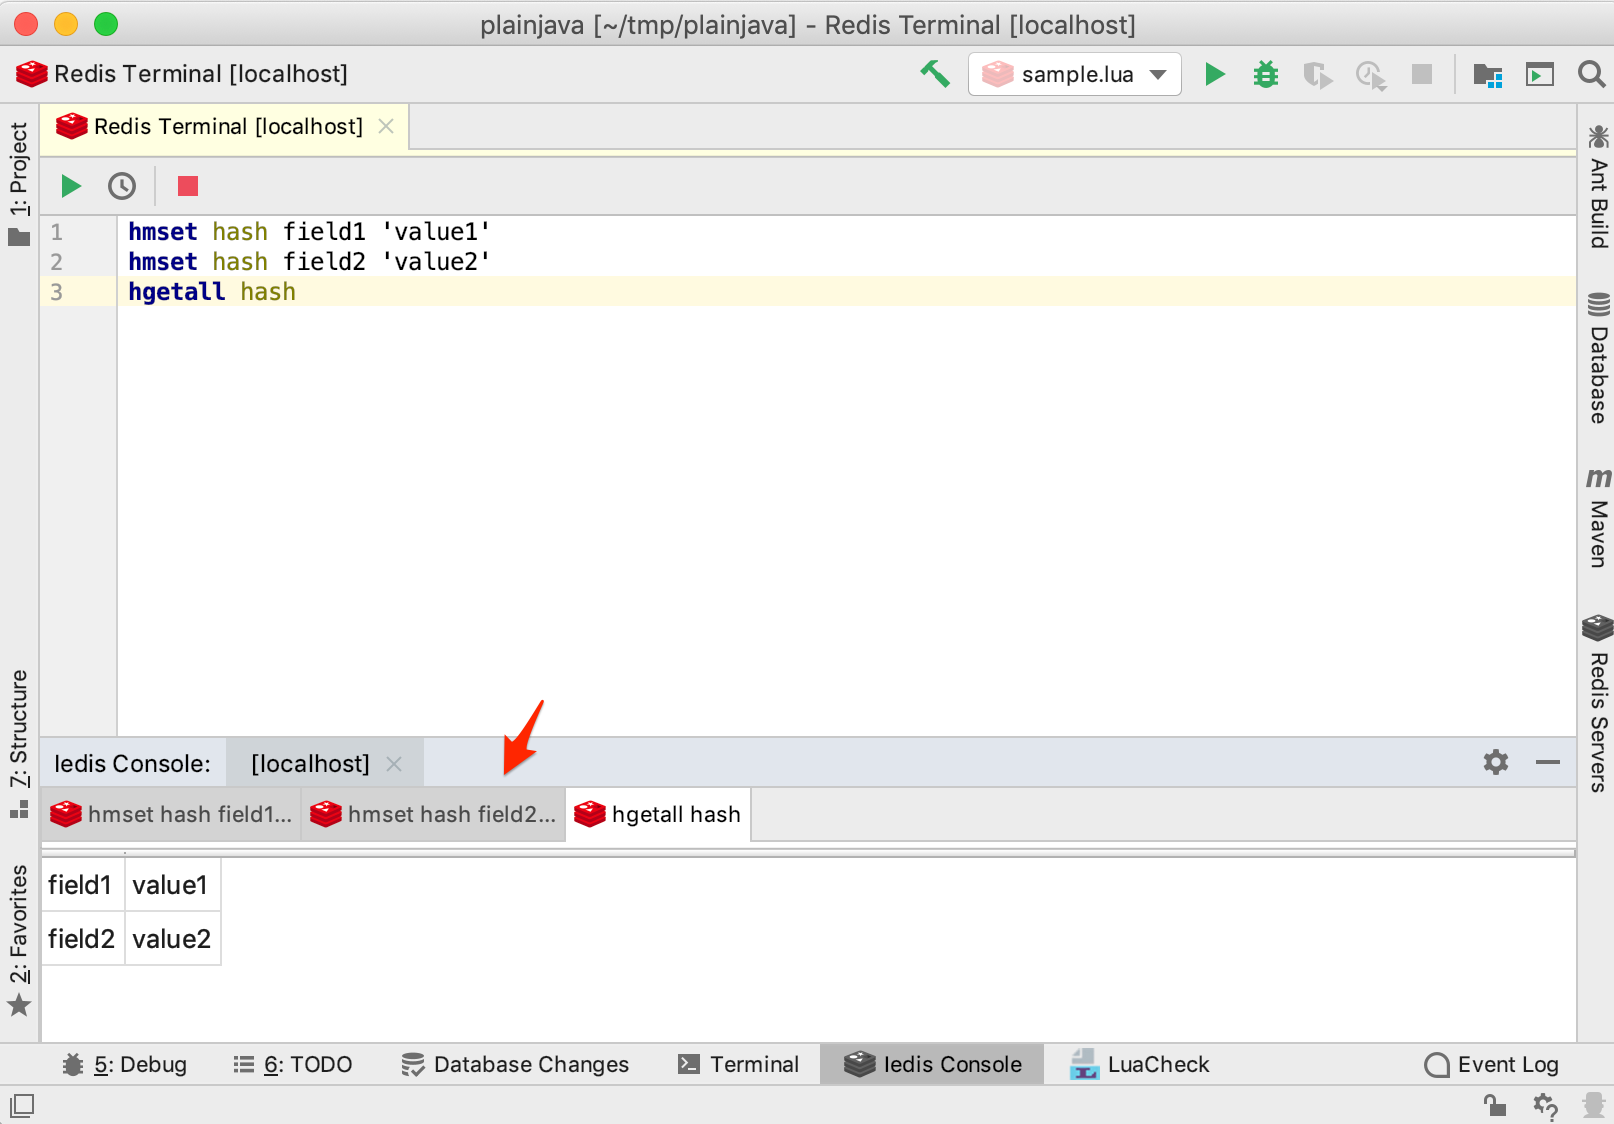 plainjava [~/tmp/plainjava] - Redis Terminal [localhost]
Redis Terminal [localhost]
sample.lua
1: Project
Redis Terminal [localhost]
1 hmset hash field1 'value1'
2 hmset hash field2 'value2'
3 hgetall hash
Ant Build
Database
m
Maven
Redis Servers
7: Structure
2: Favorites
Iedis Console: [localhost]
hmset hash field1... hmset hash field2... hgetall hash
field1 value1
field2 value2
5: Debug 6: TODO Database Changes Terminal Iedis Console LuaCheck Event Log